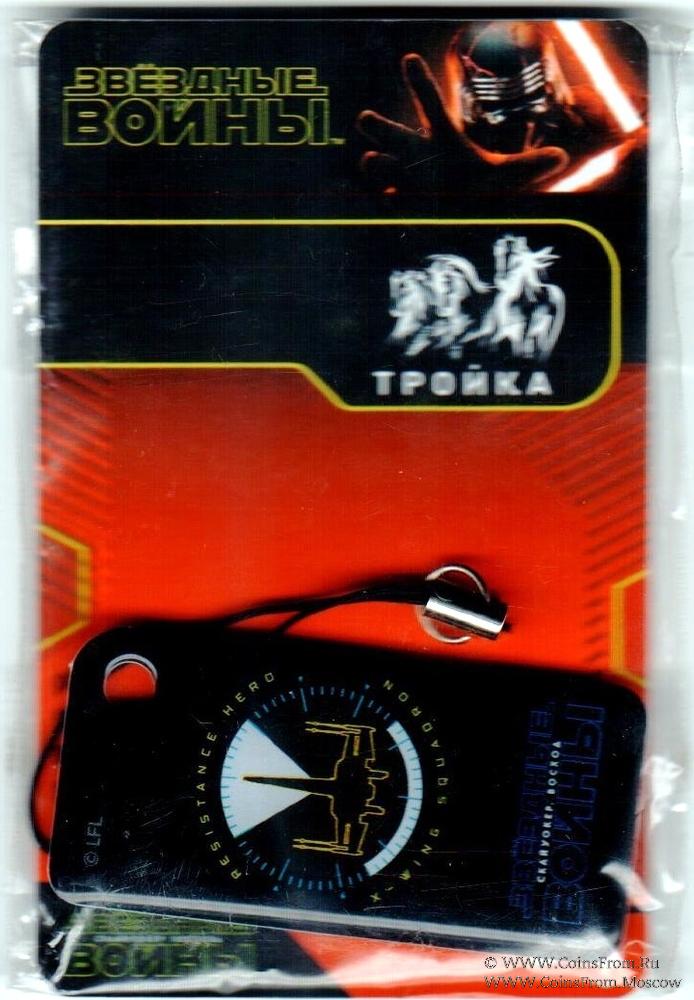 ЗВЁЗДНЫЕ
ВОЙНЫ
ТРОЙКА
RESISTANCE HERO
X-WING SQUADRON
© LFL
ЗВЁЗДНЫЕ
СКАЙУОКЕР. ВОСХОД
ВОЙНЫ
ЗВЁЗДНЫЕ
ВОЙНЫ
© WWW.CoinsFrom.Ru
WWW.CoinsFrom.Moscow